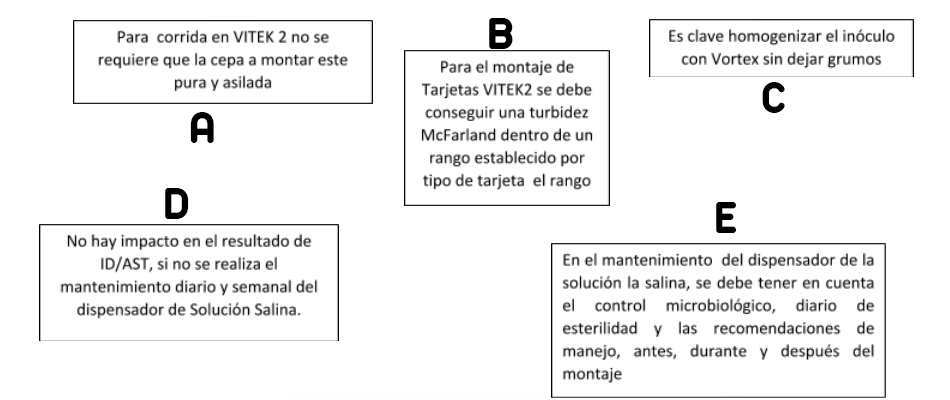 Para corrida en VITEK 2 no se
requiere que la cepa a montar este
pura y asilada
A
B
Para el montaje de
Tarjetas VITEK2 se debe
conseguir una turbidez
McFarland dentro de un
rango establecido por
tipo de tarjeta el rango
Es clave homogenizar el inóculo
con Vortex sin dejar grumos
C
D
No hay impacto en el resultado de
ID/AST, si no se realiza el
mantenimiento diario y semanal del
dispensador de Solución Salina.
E
En el mantenimiento del dispensador de la
solución la salina, se debe tener en cuenta
el control microbiológico, diario de
esterilidad y las recomendaciones de
manejo, antes, durante y después del
montaje